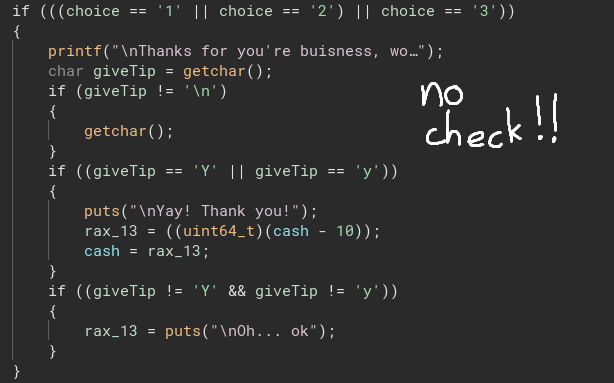 if (((choice == '1' || choice == '2') || choice == '3'))
{
printf("\nThanks for you're buisness, wo…");
char giveTip = getchar();
if (giveTip != '\n')
{
getchar();
}
if ((giveTip == 'Y' || giveTip == 'y'))
{
puts("\nYay! Thank you!");
rax_13 = ((uint64_t)(cash - 10));
cash = rax_13;
}
if ((giveTip != 'Y' && giveTip != 'y'))
{
rax_13 = puts("\nOh... ok");
}
}
no
check!!